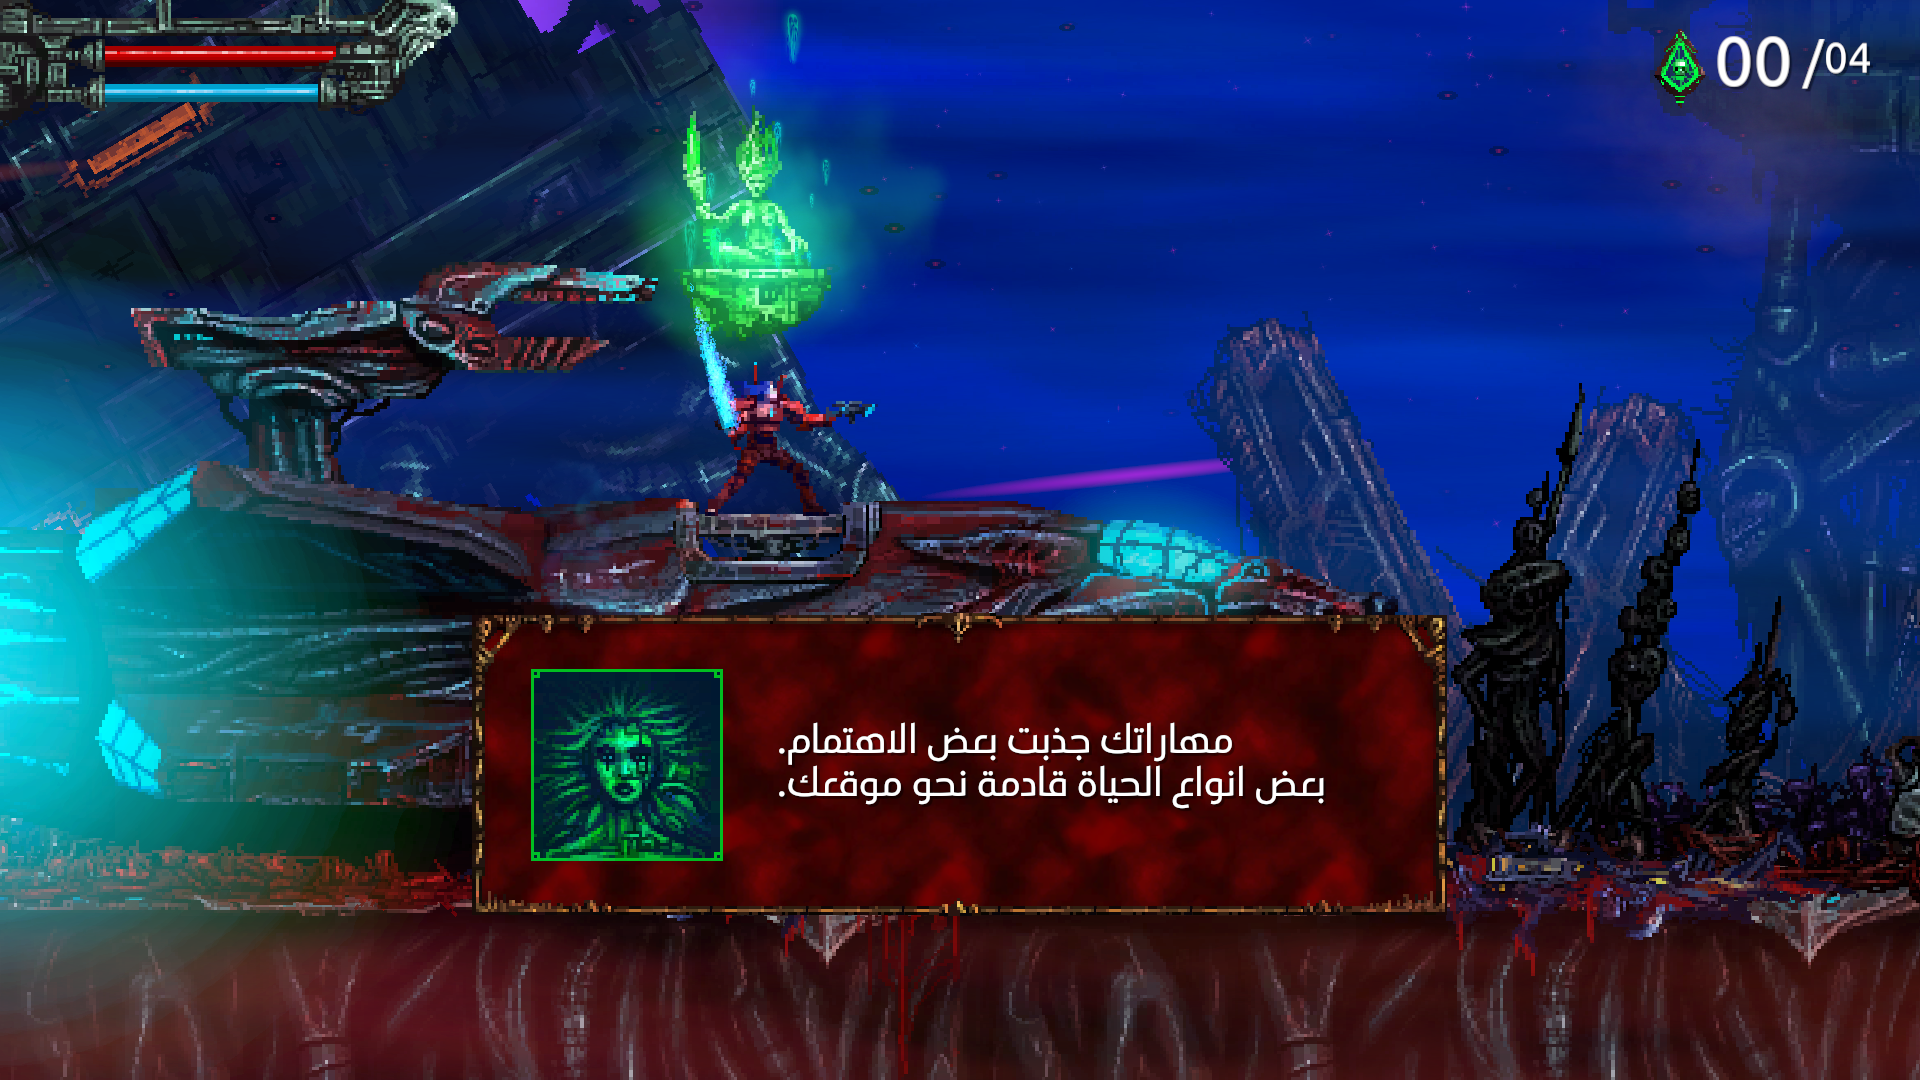 00 /04
مهاراتك جذبت بعض الاهتمام.
بعض انواع الحياة قادمة نحو موقعك.